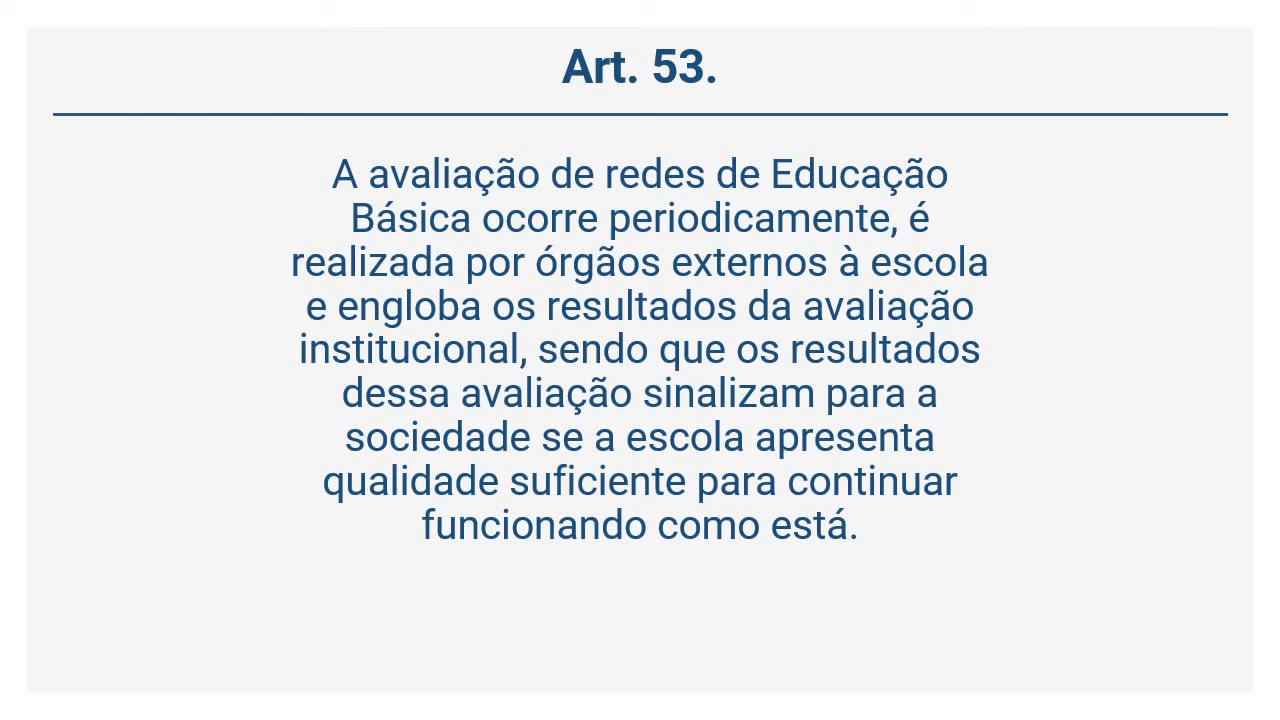 Art. 53.
A avaliação de redes de Educação
Básica ocorre periodicamente, é
realizada por órgãos externos à escola
e engloba os resultados da avaliação
institucional, sendo que os resultados
dessa avaliação sinalizam para a
sociedade se a escola apresenta
qualidade suficiente para continuar
funcionando como está.